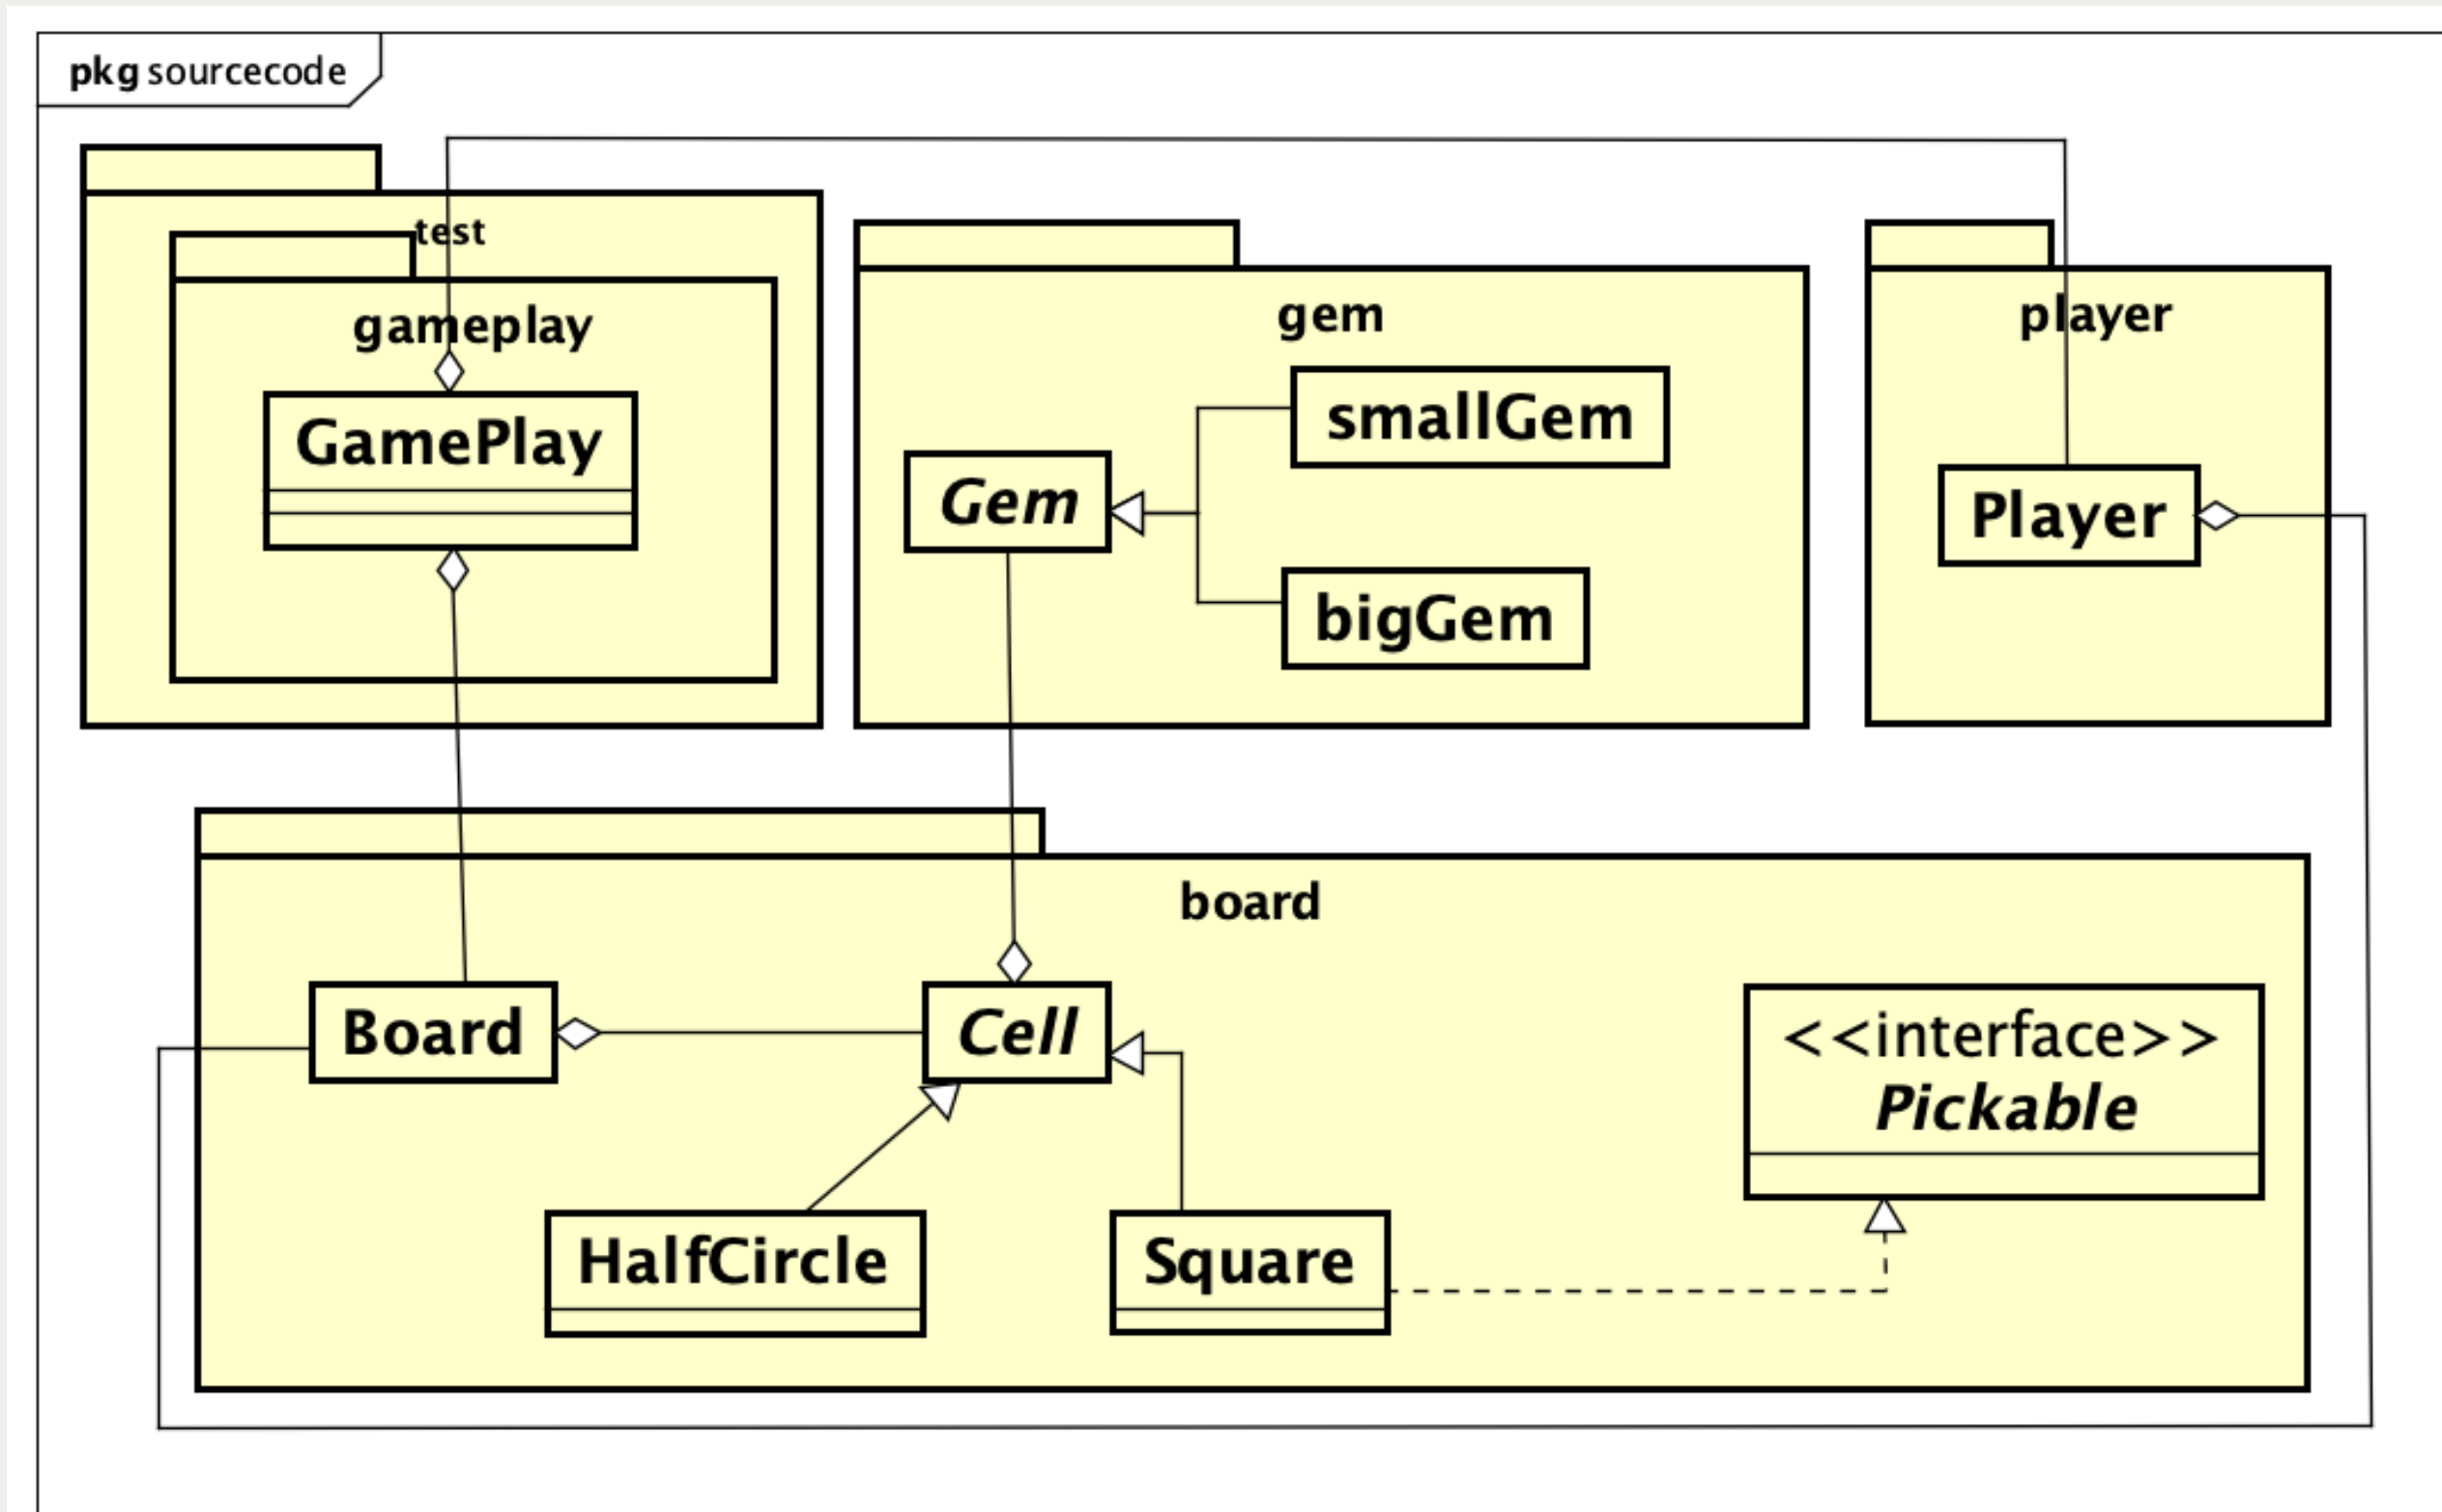 pkg sourcecode
test
gameplay
GamePlay
gem
smallGem
Gem
bigGem
player
Player
board
Board
Cell
<<interface>>
Pickable
HalfCircle
Square